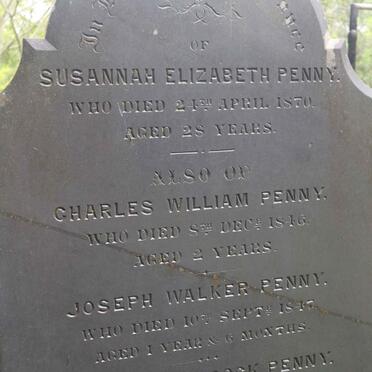 In
OF
SUSANNAH ELIZABETH PENNY.
WHO DIED 24TH APRIL 1870.
AGED 28 YEARS.
ALSO OF
CHARLES WILLIAM PENNY.
WHO DIED 8TH DECR. 1846.
AGED 2 YEARS.
JOSEPH WALKER PENNY.
WHO DIED 10TH SEPTR. 1847.
AGED 1 YEAR & 6 MONTHS.
PENNY.